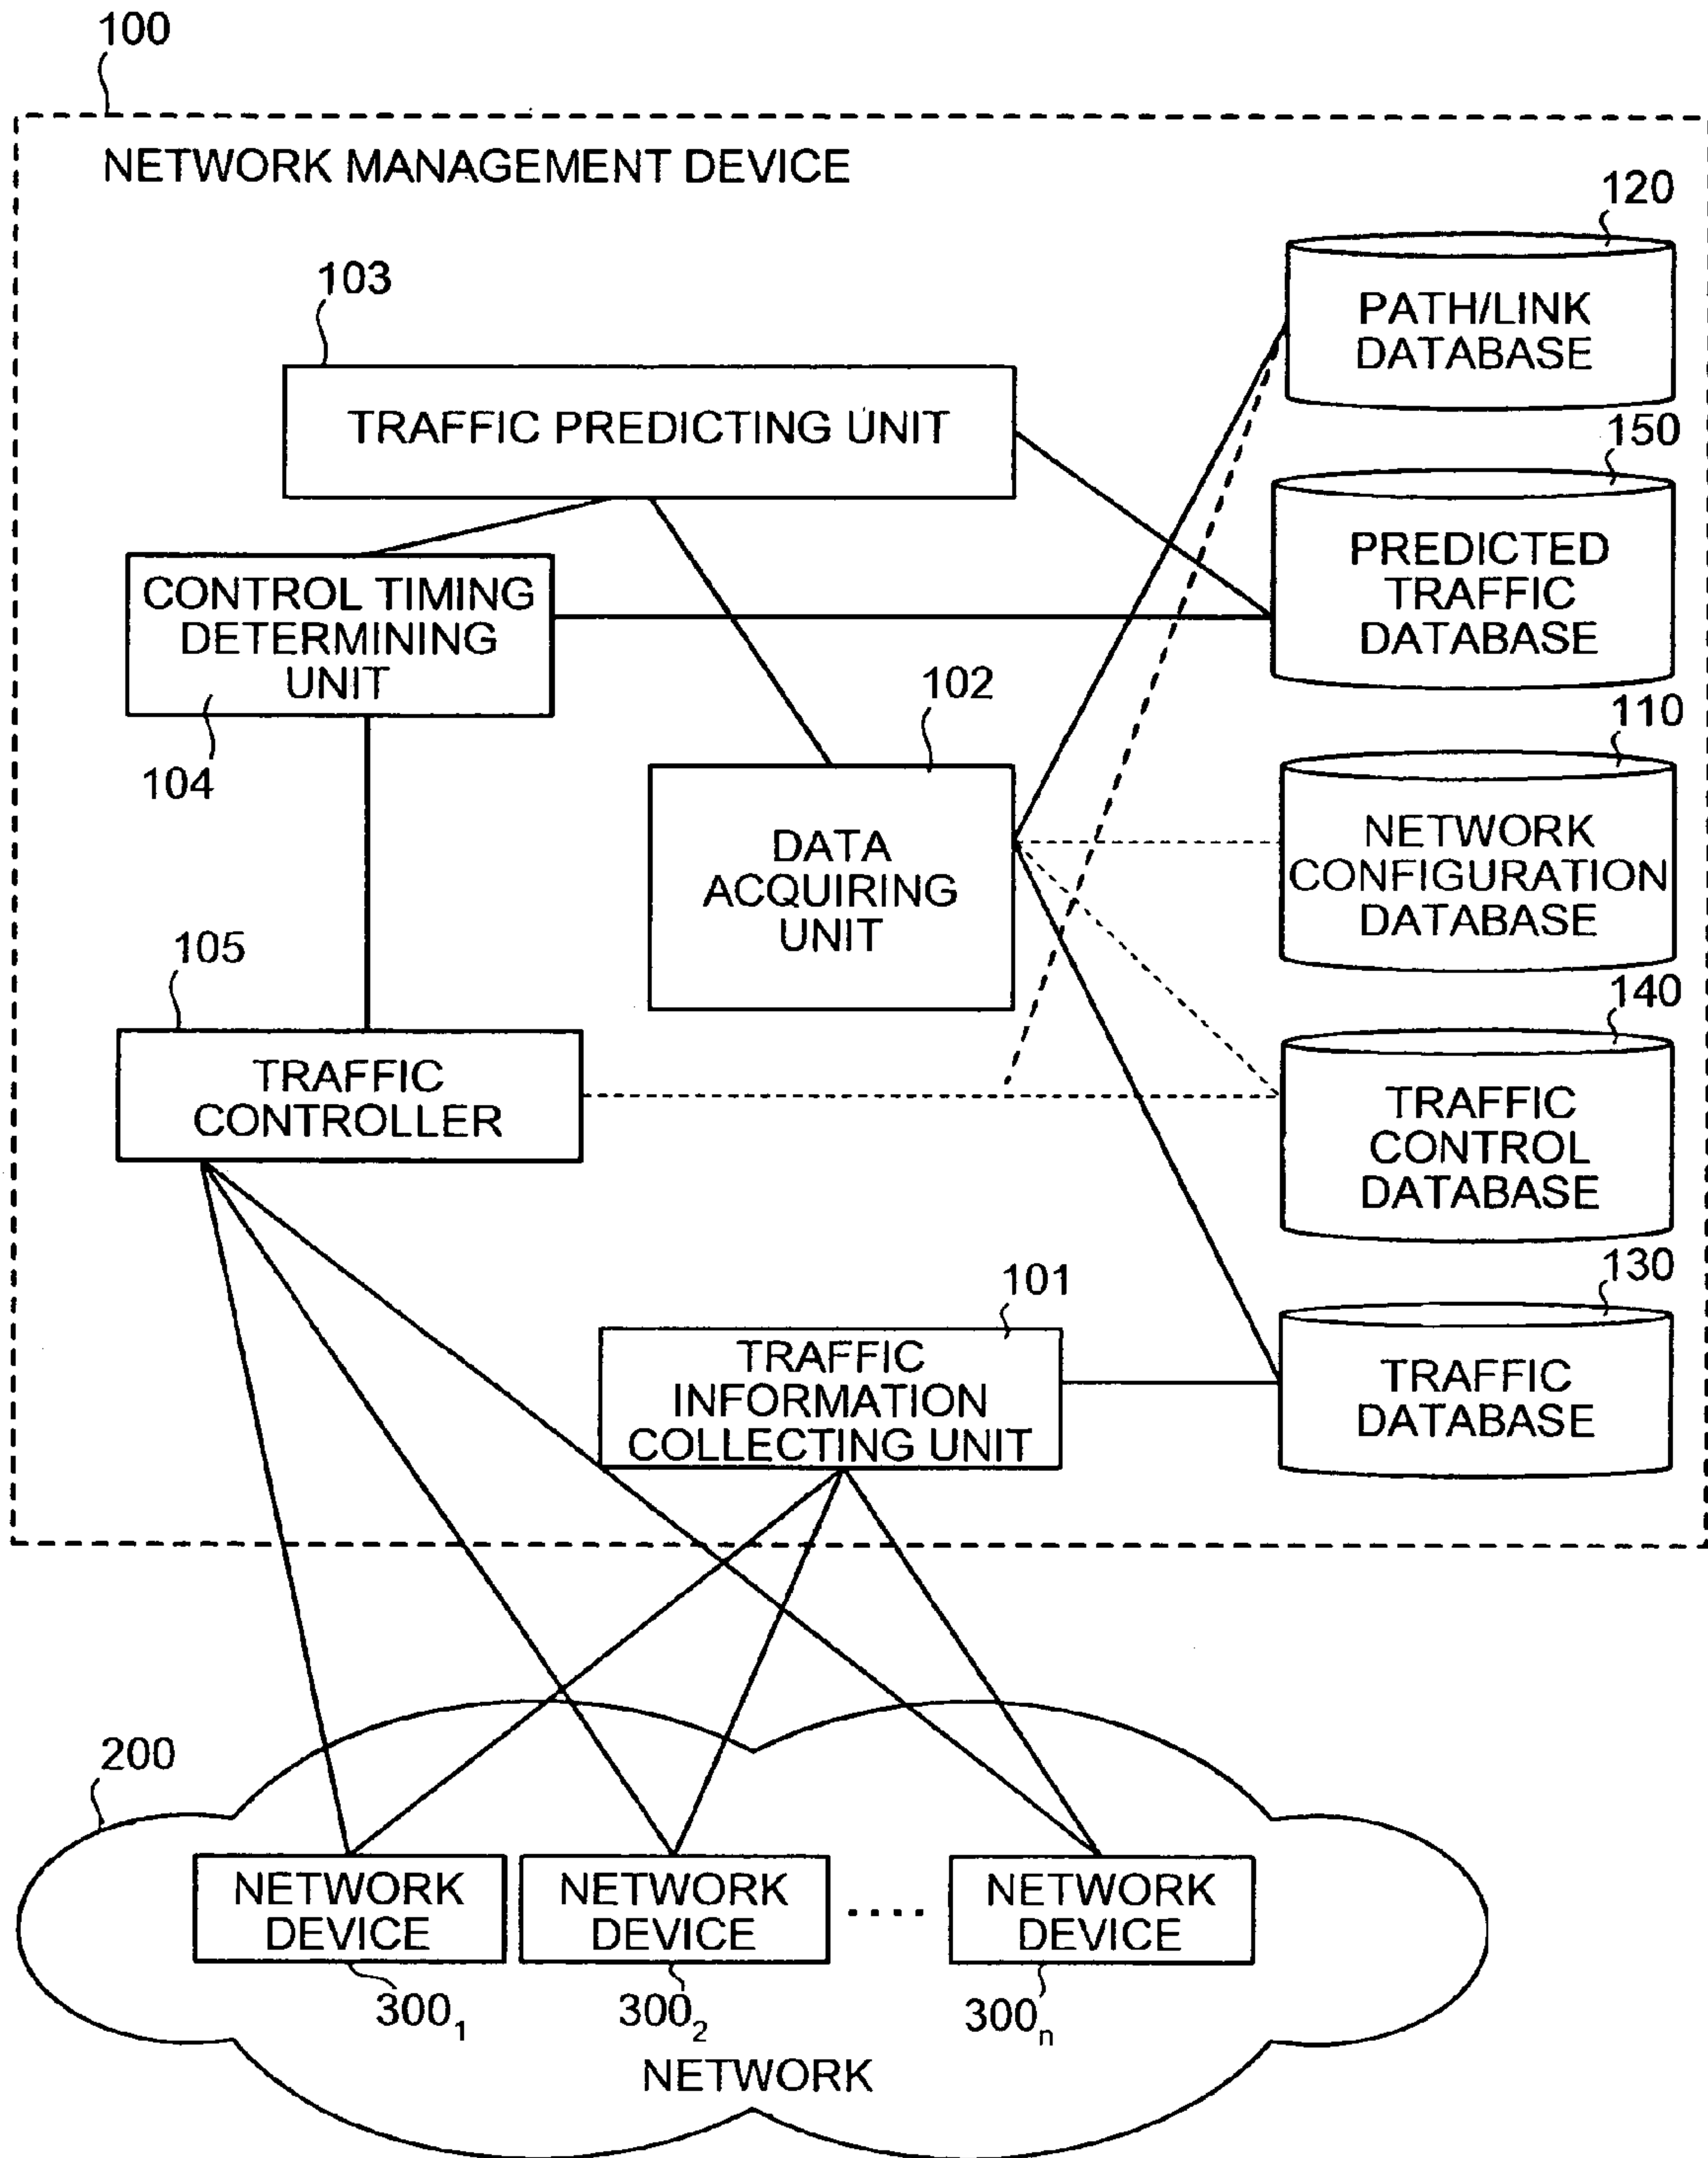 100
NETWORK MANAGEMENT DEVICE
120
PATH/LINK
DATABASE
103
TRAFFIC PREDICTING UNIT
150
PREDICTED
TRAFFIC
DATABASE
CONTROL TIMING
DETERMINING
UNIT
104
102
DATA
ACQUIRING
UNIT
110
NETWORK
CONFIGURATION
DATABASE
105
TRAFFIC
CONTROLLER
140
TRAFFIC
CONTROL
DATABASE
101
TRAFFIC
INFORMATION
COLLECTING UNIT
130
TRAFFIC
DATABASE
200
NETWORK
DEVICE
300₁
NETWORK
DEVICE
300₂
....
NETWORK
DEVICE
300ₙ
NETWORK